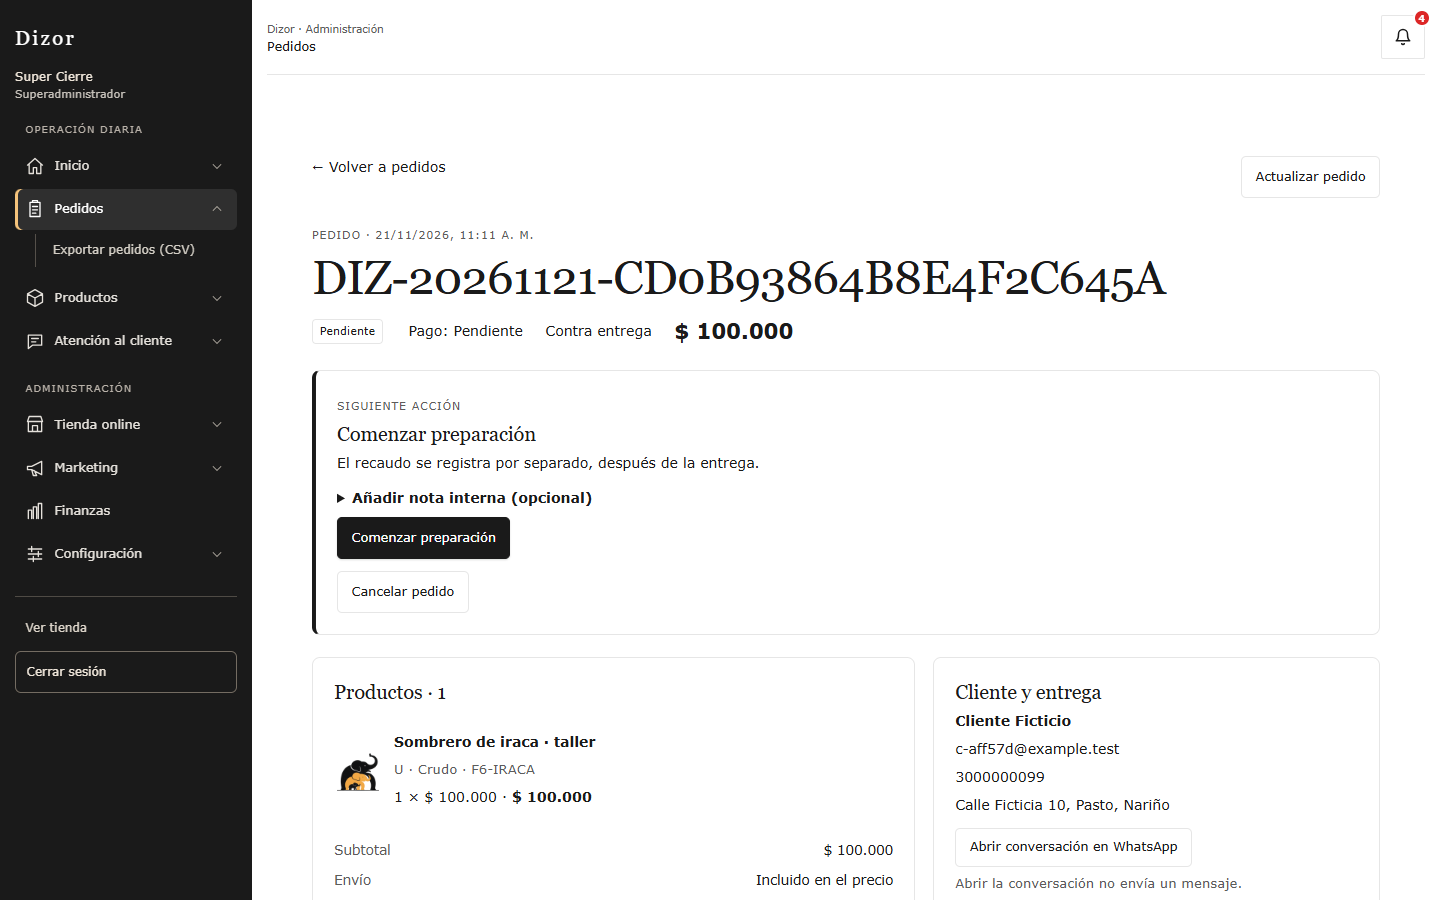 Dizor
Super Cierre
Superadministrador
OPERACIÓN DIARIA
Inicio
Pedidos
Exportar pedidos (CSV)
Productos
Atención al cliente
ADMINISTRACIÓN
Tienda online
Marketing
Finanzas
Configuración
Ver tienda
Cerrar sesión
Dizor · Administración
Pedidos
4
← Volver a pedidos
Actualizar pedido
PEDIDO · 21/11/2026, 11:11 A. M.
DIZ-20261121-CD0B93864B8E4F2C645A
Pendiente
Pago: Pendiente
Contra entrega
$ 100.000
SIGUIENTE ACCIÓN
Comenzar preparación
El recaudo se registra por separado, después de la entrega.
Añadir nota interna (opcional)
Comenzar preparación
Cancelar pedido
Productos · 1
Sombrero de iraca · taller
U · Crudo · F6-IRACA
1 × $ 100.000 · $ 100.000
Subtotal $ 100.000
Envío Incluido en el precio
Cliente y entrega
Cliente Ficticio
c-aff57d@example.test
3000000099
Calle Ficticia 10, Pasto, Nariño
Abrir conversación en WhatsApp
Abrir la conversación no envía un mensaje.